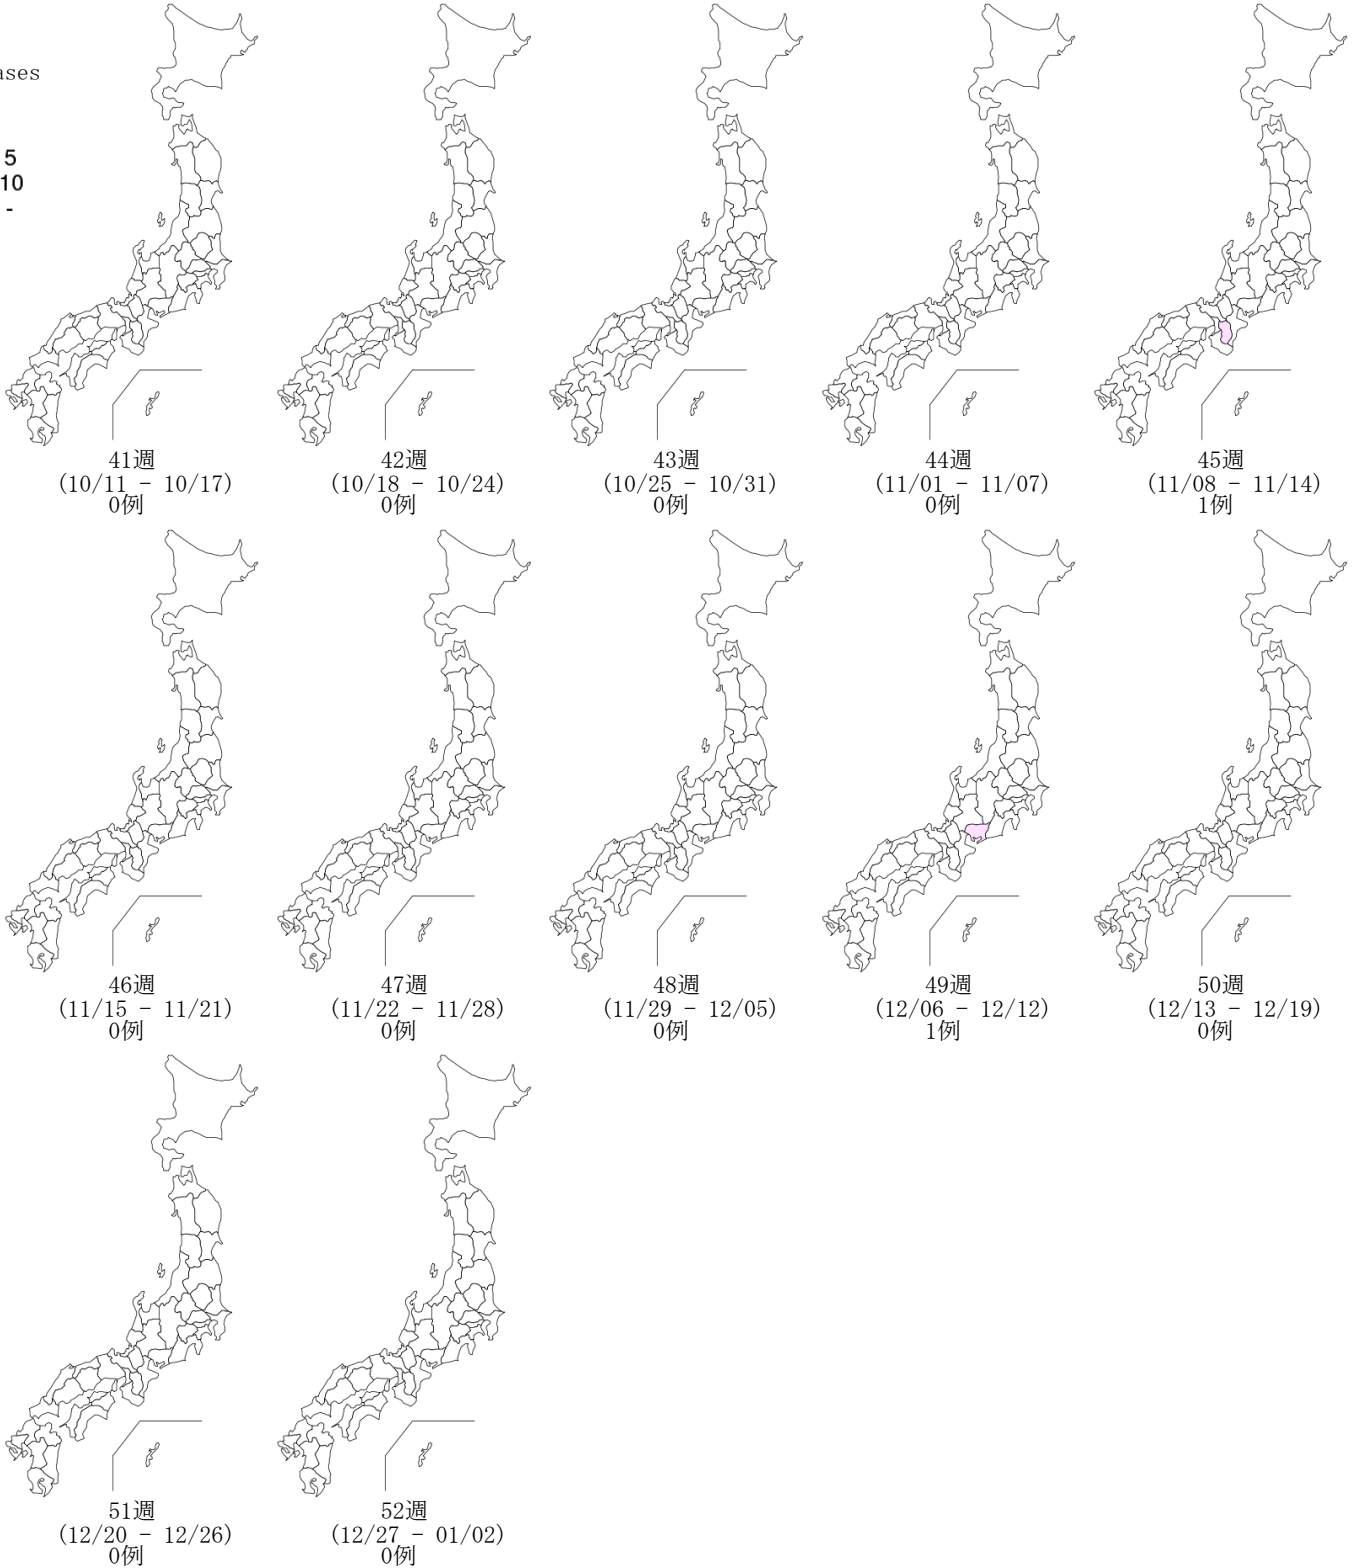 ases
5
10
-
41週
(10/11 - 10/17)
0例
42週
(10/18 - 10/24)
0例
43週
(10/25 - 10/31)
0例
44週
(11/01 - 11/07)
0例
45週
(11/08 - 11/14)
1例
46週
(11/15 - 11/21)
0例
47週
(11/22 - 11/28)
0例
48週
(11/29 - 12/05)
0例
49週
(12/06 - 12/12)
1例
50週
(12/13 - 12/19)
0例
51週
(12/20 - 12/26)
0例
52週
(12/27 - 01/02)
0例